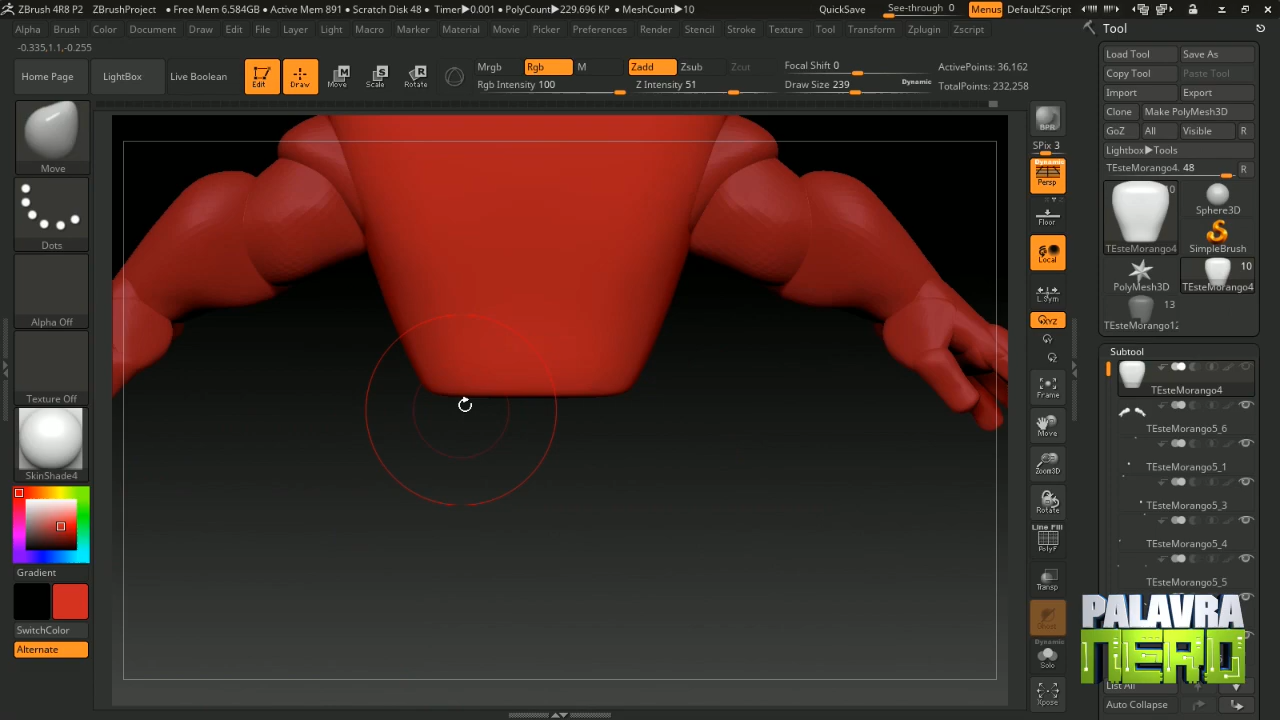 ZBrush 4R8 P2 ZBrushProject • Free Mem 6.584GB • Active Mem 891 • Scratch Disk 48 • Timer▶0.001 • PolyCount▶229.696 KP • MeshCount▶10 QuickSave See-through 0 Menus DefaultZScript
Alpha Brush Color Document Draw Edit File Layer Light Macro Marker Material Movie Picker Preferences Render Stencil Stroke Texture Tool Transform Zplugin Zscript
-0.335,1.1,-0.255
Home Page LightBox Live Boolean Edit Draw Move Scale Rotate
Mrgb Rgb M Zadd Zsub Zcut Focal Shift 0 ActivePoints: 36,162
Rgb Intensity 100 Z Intensity 51 Draw Size 239 Dynamic TotalPoints: 232,258
Move
Dots
Alpha Off
Texture Off
SkinShade4
Gradient
SwitchColor
Alternate
BPR
SPix 3
Dynamic
Persp
Floor
Local
L.Sym
XYZ
Frame
Move
Zoom3D
Rotate
Line Fill
PolyF
Transp
Dynamic
Solo
Xpose
Tool
Load Tool Save As
Copy Tool Paste Tool
Import Export
Clone Make PolyMesh3D
GoZ All Visible R
Lightbox▶Tools
TEsteMorango4. 48 R
10
TEsteMorango4 Sphere3D
SimpleBrush
PolyMesh3D 10 TEsteMorango4
13
TEsteMorango12
Subtool
TEsteMorango4
TEsteMorango5_6
TEsteMorango5_1
TEsteMorango5_3
TEsteMorango5_4
TEsteMorango5_5
PALAVRA
NERD
List All
Auto Collapse